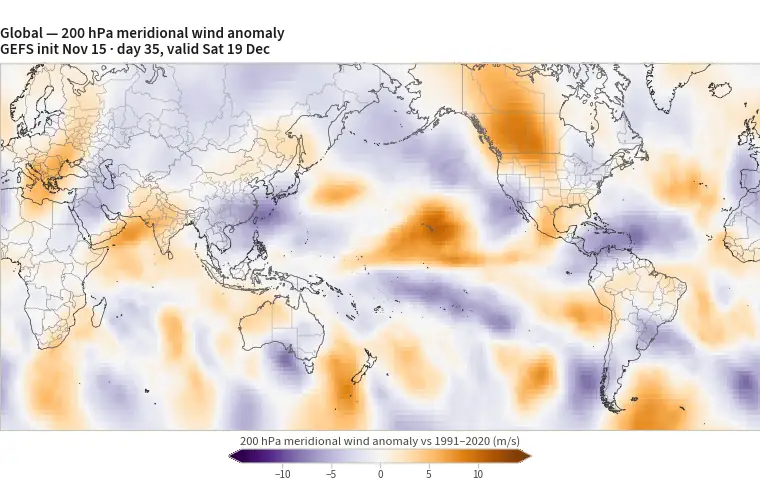 Global — 200 hPa meridional wind anomaly
GEFS init Nov 15 · day 35, valid Sat 19 Dec
200 hPa meridional wind anomaly vs 1991–2020 (m/s)
−10 −5 0 5 10